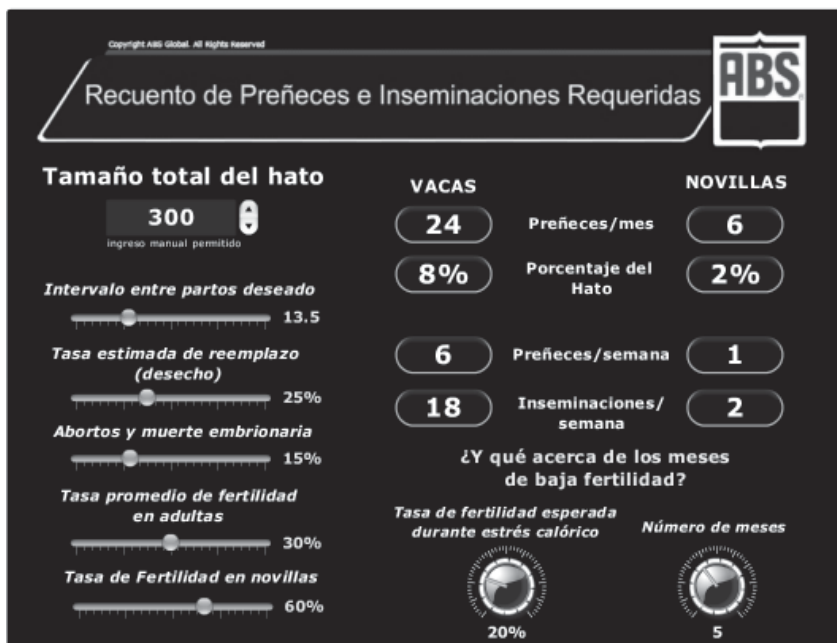 Copyright ABS Global. All Rights Reserved
ABS
Recuento de Preñeces e Inseminaciones Requeridas
Tamaño total del hato
300
ingreso manual permitido
Intervalo entre partos deseado
13.5
Tasa estimada de reemplazo
(desecho)
25%
Abortos y muerte embrionaria
15%
Tasa promedio de fertilidad
en adultas
30%
Tasa de Fertilidad en novillas
60%
VACAS
NOVILLAS
24 Preñeces/mes 6
8% Porcentaje del 2%
Hato
6 Preñeces/semana 1
18 Inseminaciones/ 2
semana
¿Y qué acerca de los meses
de baja fertilidad?
Tasa de fertilidad esperada
durante estrés calórico
20%
Número de meses
5